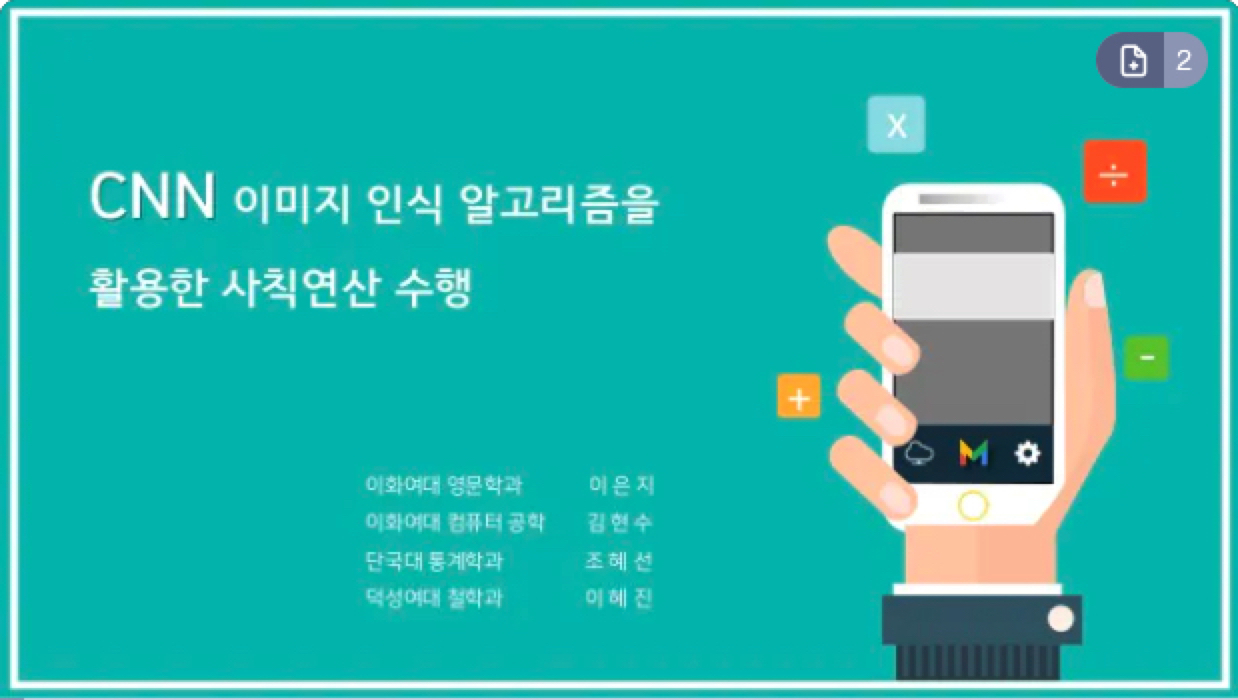 2
X
÷
CNN 이미지 인식 알고리즘을
활용한 사칙연산 수행
-
+
이화여대 영문학과 이 은 지
이화여대 컴퓨터 공학 김 현 수
단국대 통계학과 조 혜 선
덕성여대 철학과 이 혜 진